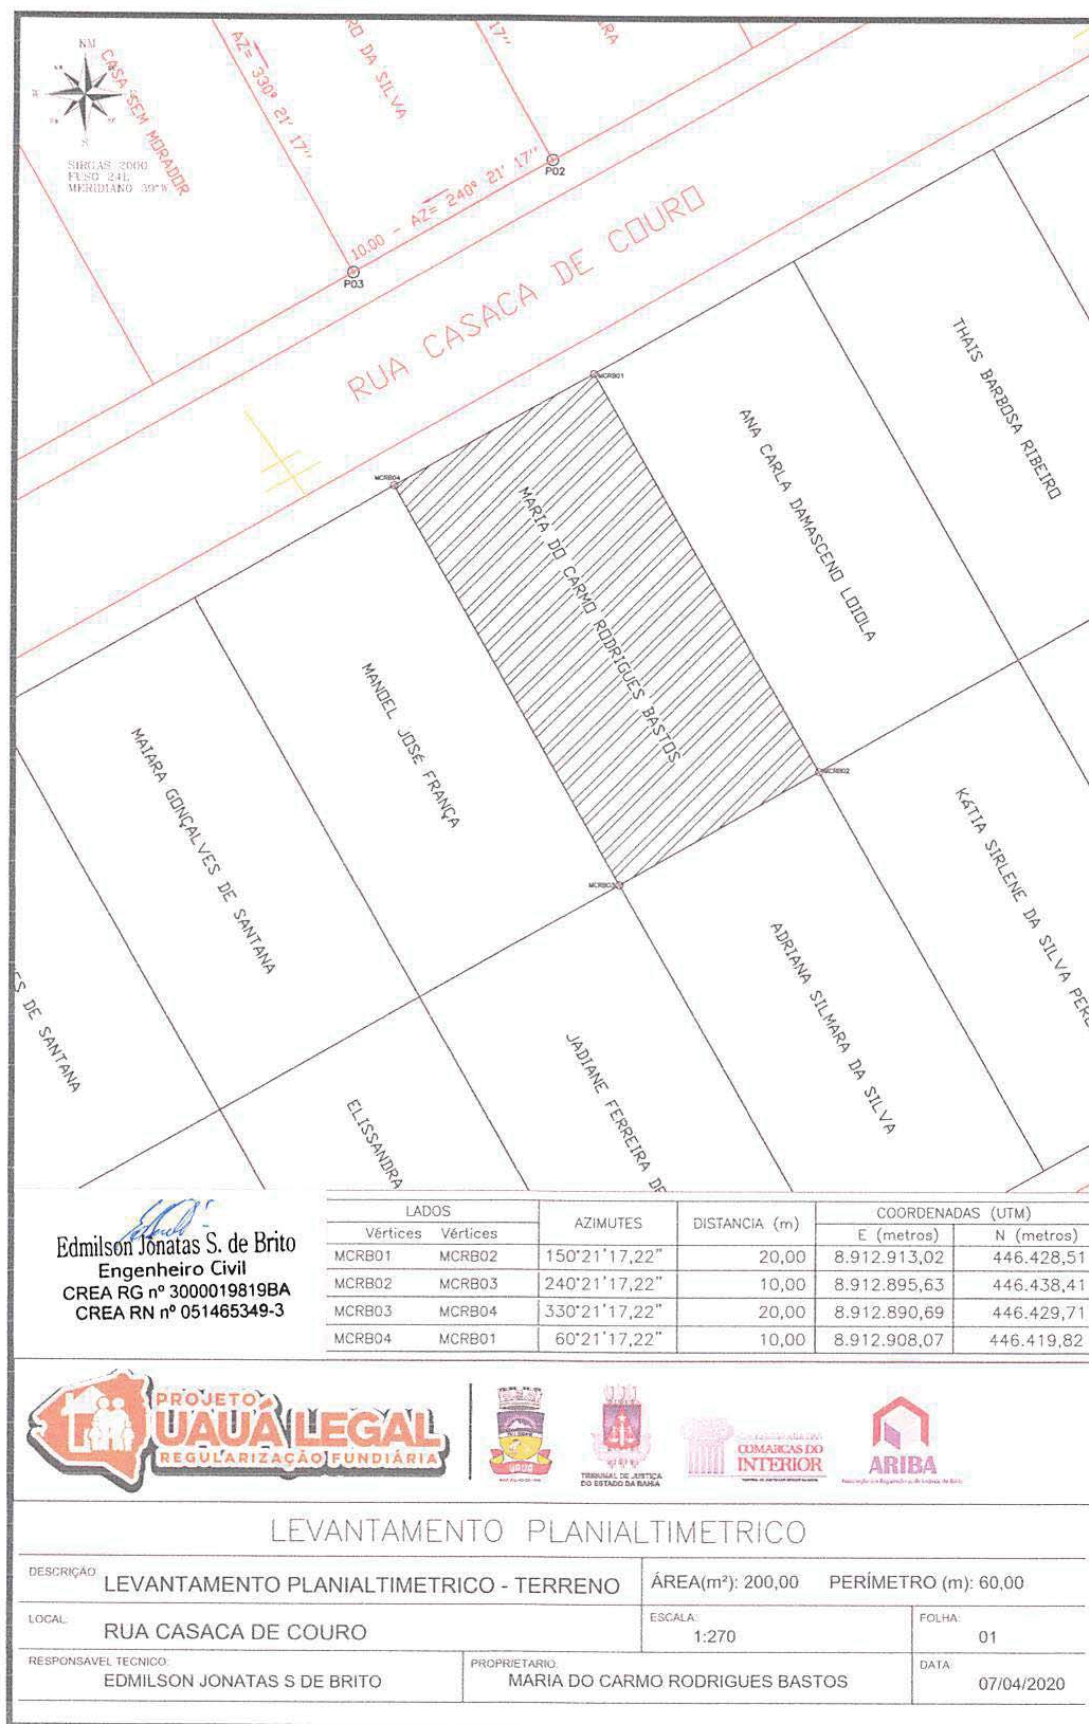 NM
SIRGAS 2000
FUSO 24L
MERIDIANO 39°W
CASA SEM MORADOR
AZ= 330° 21' 17''
RO DA SILVA
17''
RA
P02
10.00 - AZ= 240° 21' 17''
P03
RUA CASACA DE COURO
MCRB01
MCRB04
THAIS BARBOSA RIBEIRO
ANA CARLA DAMASCENO LOIOLA
MARIA DO CARMO RODRIGUES BASTOS
MANOEL JOSÉ FRANÇA
MAIARA GONÇALVES DE SANTANA
MCRB02
MCRB03
KÁTIA SIRLENE DA SILVA PERE
ADRIANA SILMARA DA SILVA
ES DE SANTANA
JADIANE FERREIRA DE
ELISSANDRA
Edmilson Jonatas S. de Brito
Engenheiro Civil
CREA RG nº 3000019819BA
CREA RN nº 051465349-3
LADOS AZIMUTES DISTANCIA (m) COORDENADAS (UTM)
Vértices Vértices E (metros) N (metros)
MCRB01 MCRB02 150°21'17,22" 20,00 8.912.913,02 446.428,51
MCRB02 MCRB03 240°21'17,22" 10,00 8.912.895,63 446.438,41
MCRB03 MCRB04 330°21'17,22" 20,00 8.912.890,69 446.429,71
MCRB04 MCRB01 60°21'17,22" 10,00 8.912.908,07 446.419,82
PROJETO
UAUÁ LEGAL
REGULARIZAÇÃO FUNDIÁRIA
UAUÁ
TRIBUNAL DE JUSTIÇA
DO ESTADO DA BAHIA
COMARCAS DO
INTERIOR
ARIBA
LEVANTAMENTO PLANIALTIMETRICO
DESCRIÇÃO: LEVANTAMENTO PLANIALTIMETRICO - TERRENO
ÁREA(m²): 200,00 PERÍMETRO (m): 60,00
LOCAL: RUA CASACA DE COURO
ESCALA: 1:270
FOLHA: 01
RESPONSAVEL TECNICO: EDMILSON JONATAS S DE BRITO
PROPRIETARIO: MARIA DO CARMO RODRIGUES BASTOS
DATA: 07/04/2020